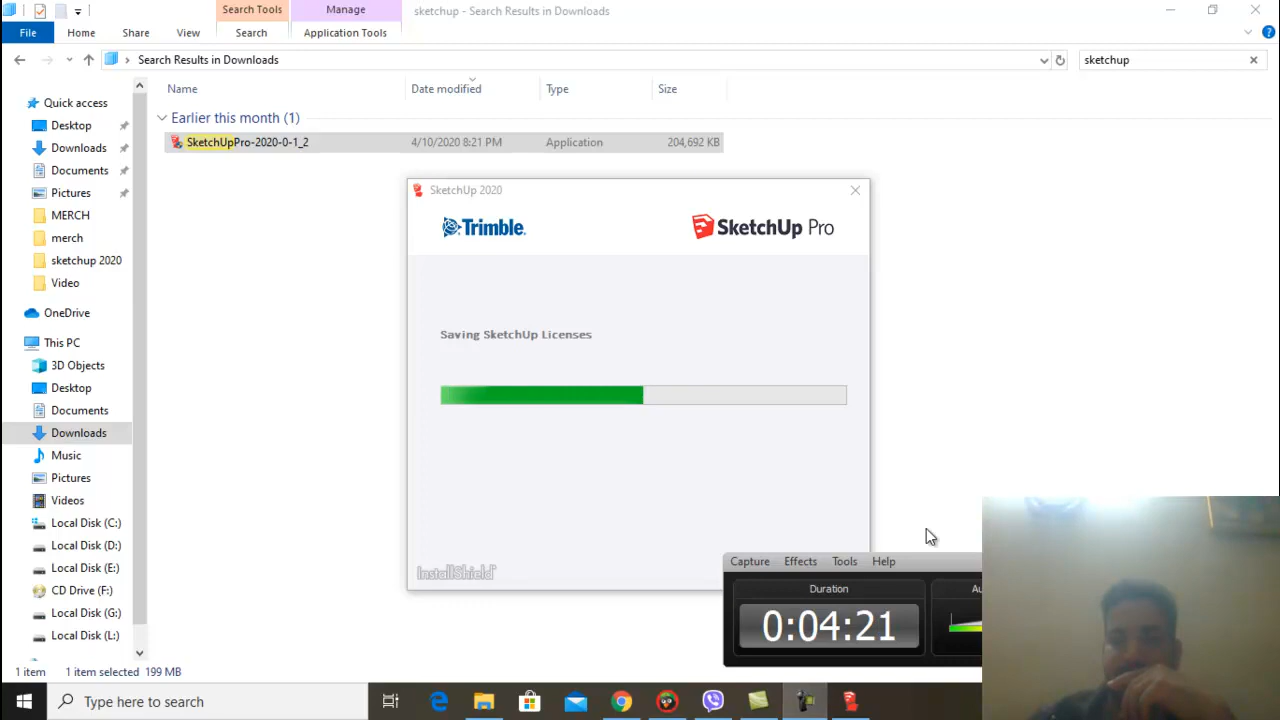 Search Tools
Manage
sketchup - Search Results in Downloads
File
Home
Share
View
Search
Application Tools
Search Results in Downloads
sketchup
Name
Date modified
Type
Size
Quick access
Desktop
Downloads
Documents
Pictures
MERCH
merch
sketchup 2020
Video
OneDrive
This PC
3D Objects
Desktop
Documents
Downloads
Music
Pictures
Videos
Local Disk (C:)
Local Disk (D:)
Local Disk (E:)
CD Drive (F:)
Local Disk (G:)
Local Disk (L:)
Earlier this month (1)
SketchUpPro-2020-0-1_2
4/10/2020 8:21 PM
Application
204,692 KB
SketchUp 2020
Trimble.
SketchUp Pro
Saving SketchUp Licenses
InstallShield
Capture
Effects
Tools
Help
Duration
Au
0:04:21
1 item
1 item selected 199 MB
Type here to search